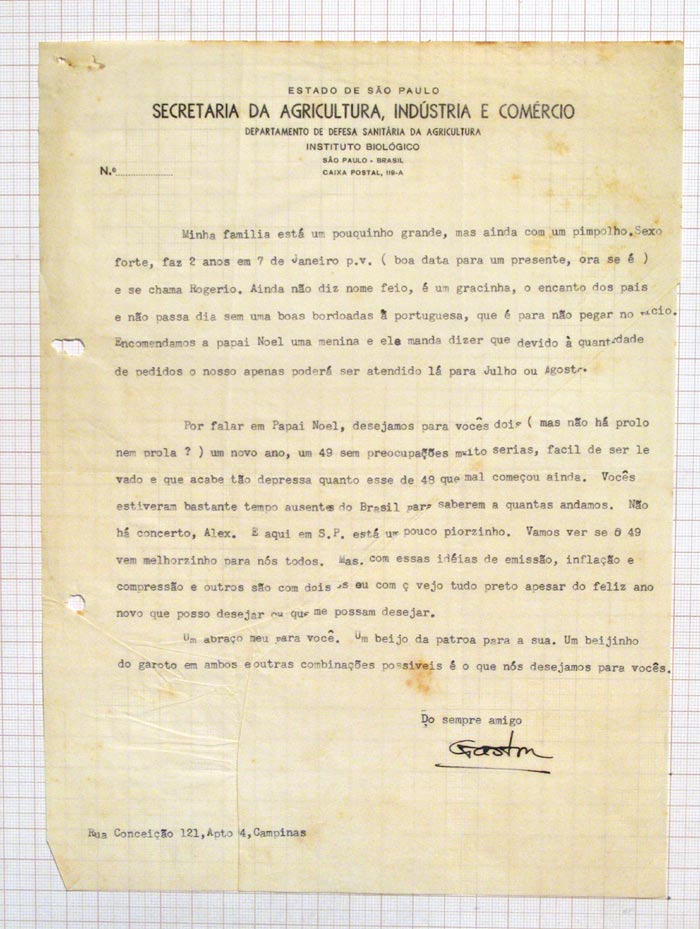 ESTADO DE SÃO PAULO
SECRETARIA DA AGRICULTURA, INDÚSTRIA E COMÉRCIO
DEPARTAMENTO DE DEFESA SANITÁRIA DA AGRICULTURA
INSTITUTO BIOLÓGICO
SÃO PAULO - BRASIL
CAIXA POSTAL, 119-A
N.º
Minha familia está um pouquinho grande, mas ainda com um pimpolho.Sexo
forte, faz 2 anos em 7 de Janeiro p.v. ( boa data para um presente, ora se é )
e se chama Rogerio. Ainda não diz nome feio, é um gracinha, o encanto dos pais
e não passa dia sem uma boas bordoadas à portuguesa, que é para não pegar no vicio.
Encomendamos a papai Noel uma menina e ele manda dizer que devido à quantidade
de pedidos o nosso apenas poderá ser atendido lá para Julho ou Agosto.
Por falar em Papai Noel, desejamos para vocês dois ( mas não há prolo
nem prola ? ) um novo ano, um 49 sem preocupações muito serias, facil de ser le
vado e que acabe tão depressa quanto esse de 48 que mal começou ainda. Vocês
estiveram bastante tempo ausentes do Brasil para saberem a quantas andamos. Não
há concerto, Alex. E aqui em S.P. está um pouco piorzinho. Vamos ver se o 49
vem melhorzinho para nós todos. Mas. com essas idéias de emissão, inflação e
compressão e outros são com dois ss ou com ç vejo tudo preto apesar do feliz ano
novo que posso desejar ou que me possam desejar.
Um abraço meu para você. Um beijo da patroa para a sua. Um beijinho
do garoto em ambos e outras combinações possiveis é o que nós desejamos para vocês.
Do sempre amigo
Gaston
Rua Conceição 121,Apto 4,Campinas